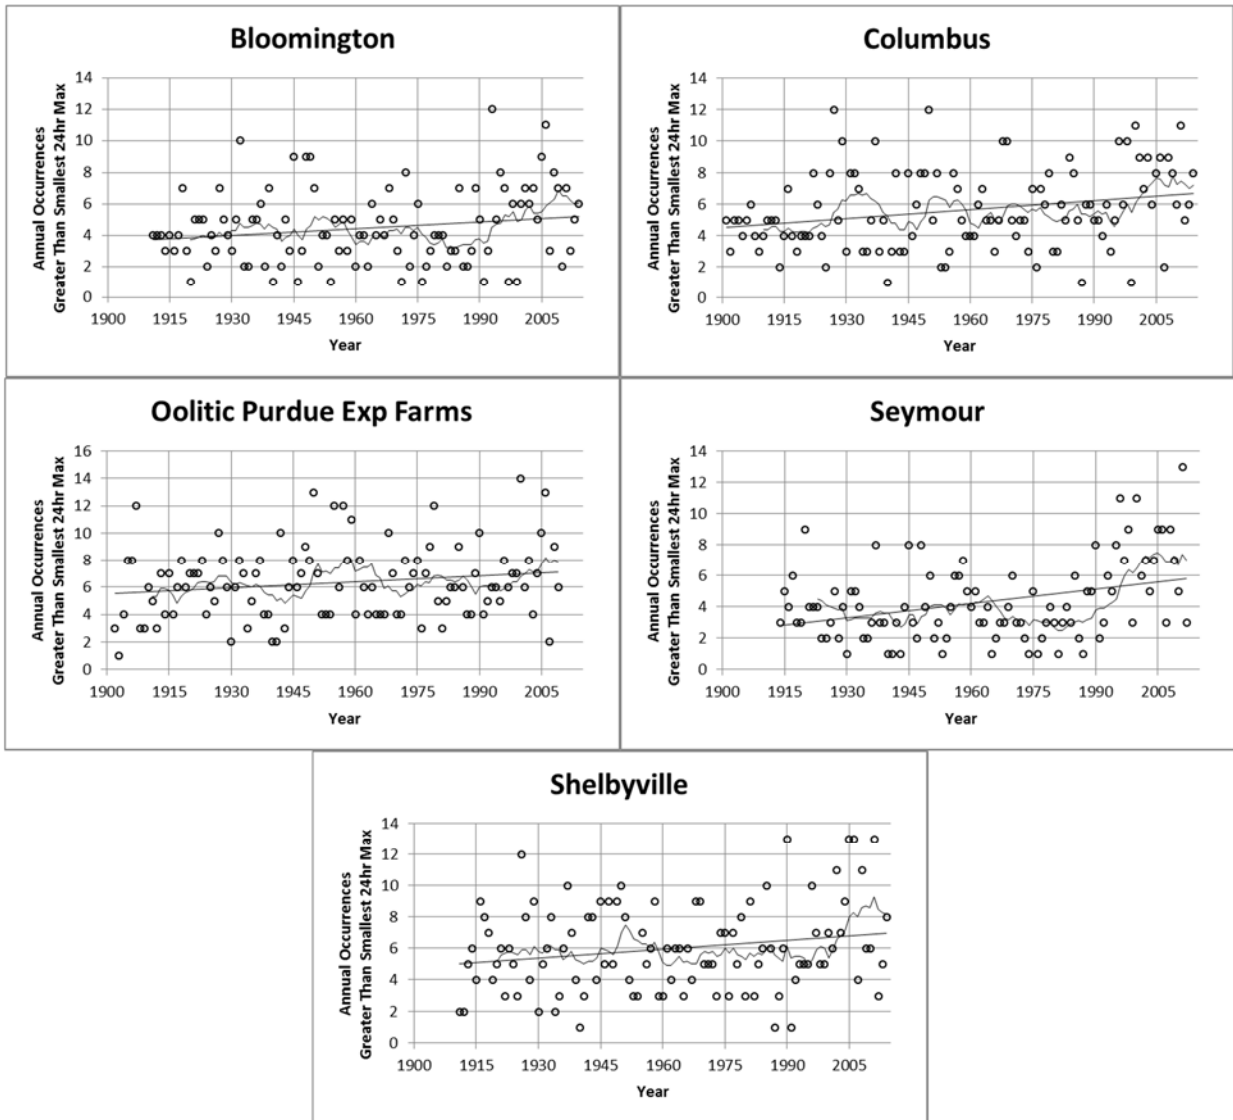 Bloomington
Annual Occurrences
Greater Than Smallest 24hr Max
14
12
10
8
6
4
2
0
1900 1915 1930 1945 1960 1975 1990 2005
Year
Columbus
Annual Occurrences
Greater Than Smallest 24hr Max
14
12
10
8
6
4
2
0
1900 1915 1930 1945 1960 1975 1990 2005
Year
Oolitic Purdue Exp Farms
Annual Occurrences
Greater Than Smallest 24hr Max
16
14
12
10
8
6
4
2
0
1900 1915 1930 1945 1960 1975 1990 2005
Year
Seymour
Annual Occurrences
Greater Than Smallest 24hr Max
14
12
10
8
6
4
2
0
1900 1915 1930 1945 1960 1975 1990 2005
Year
Shelbyville
Annual Occurrences
Greater Than Smallest 24hr Max
14
12
10
8
6
4
2
0
1900 1915 1930 1945 1960 1975 1990 2005
Year